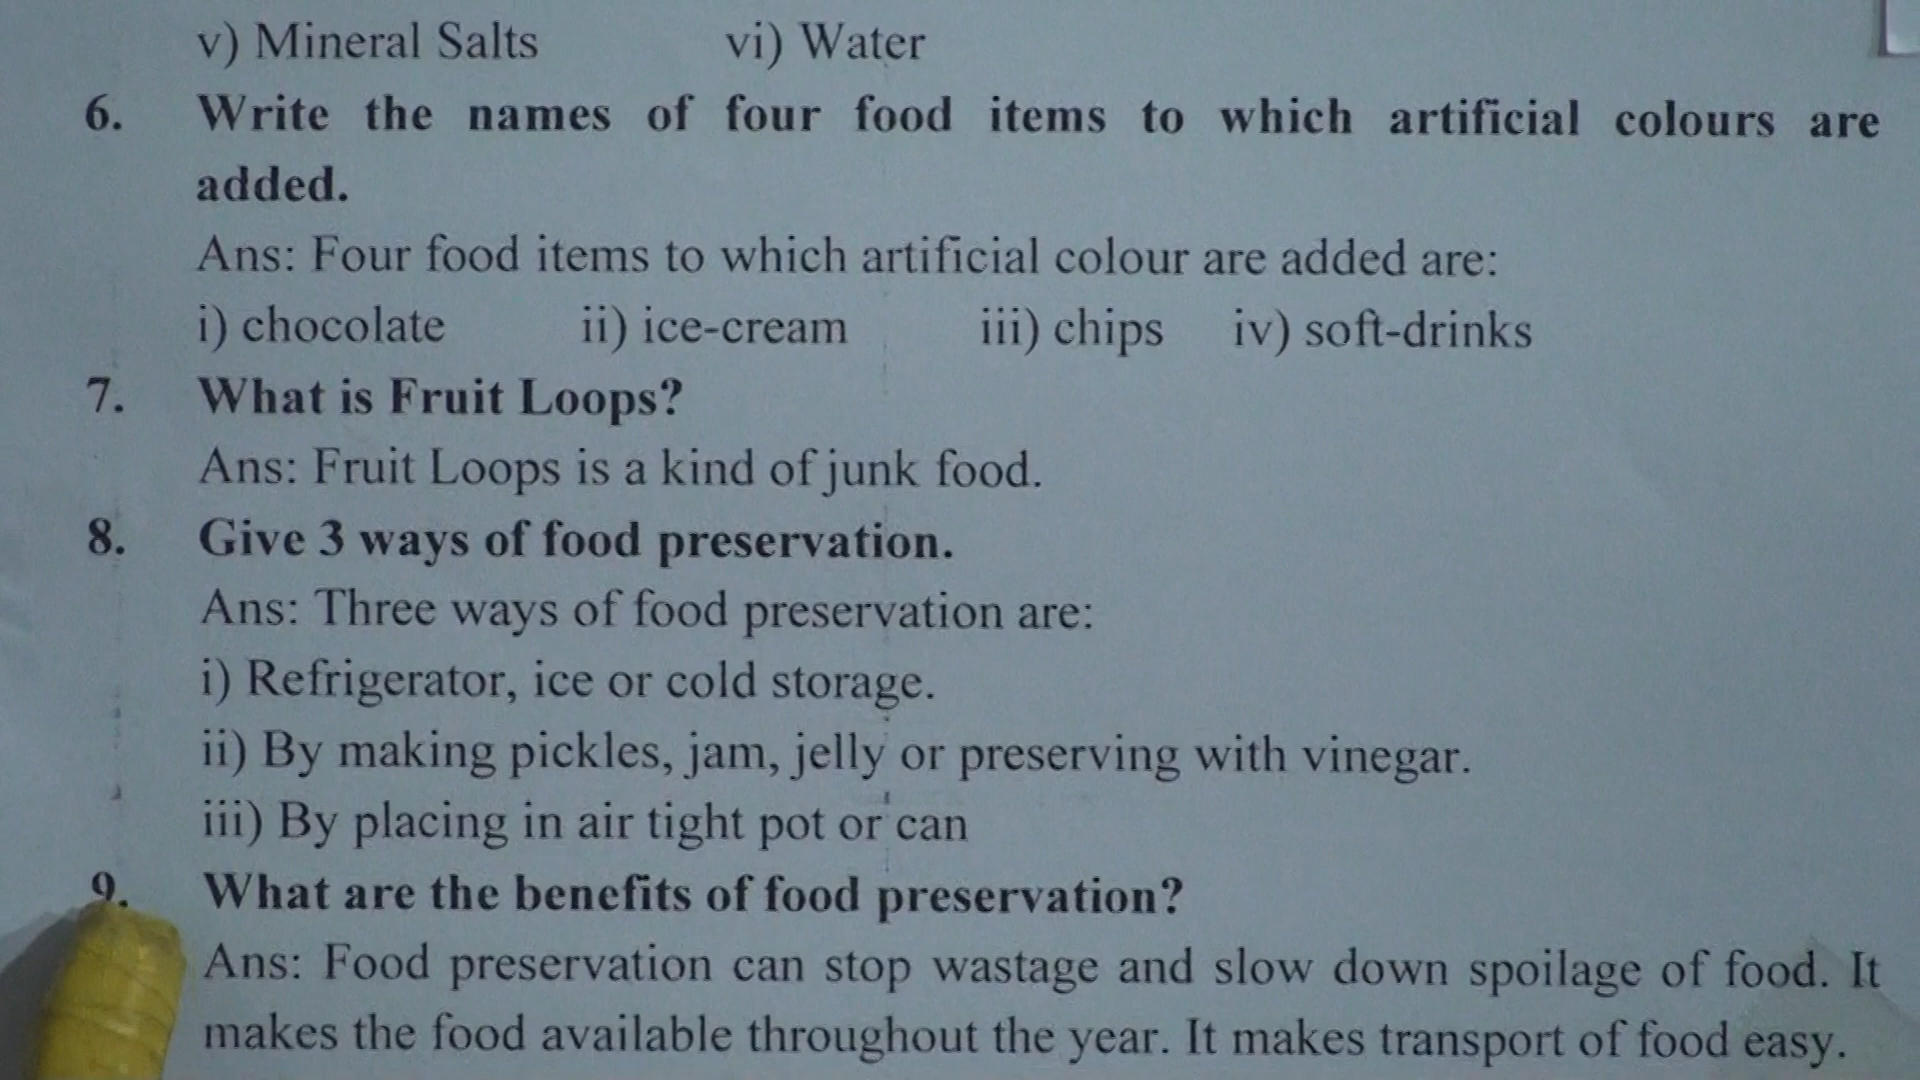 v) Mineral Salts vi) Water
6. Write the names of four food items to which artificial colours are
added.
Ans: Four food items to which artificial colour are added are:
i) chocolate ii) ice-cream iii) chips iv) soft-drinks
7. What is Fruit Loops?
Ans: Fruit Loops is a kind of junk food.
8. Give 3 ways of food preservation.
Ans: Three ways of food preservation are:
i) Refrigerator, ice or cold storage.
ii) By making pickles, jam, jelly or preserving with vinegar.
iii) By placing in air tight pot or can
9. What are the benefits of food preservation?
Ans: Food preservation can stop wastage and slow down spoilage of food. It
makes the food available throughout the year. It makes transport of food easy.